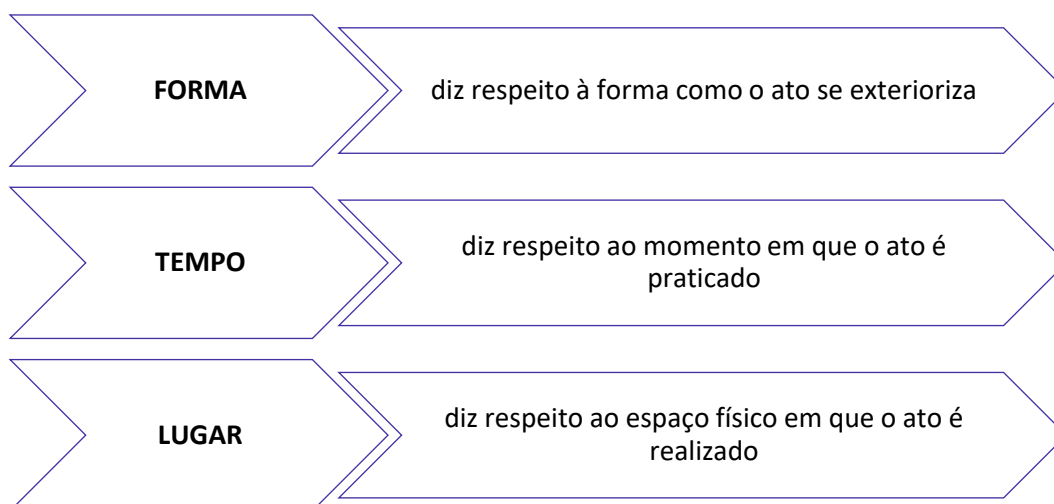 FORMA
diz respeito à forma como o ato se exterioriza
TEMPO
diz respeito ao momento em que o ato é
praticado
LUGAR
diz respeito ao espaço físico em que o ato é
realizado